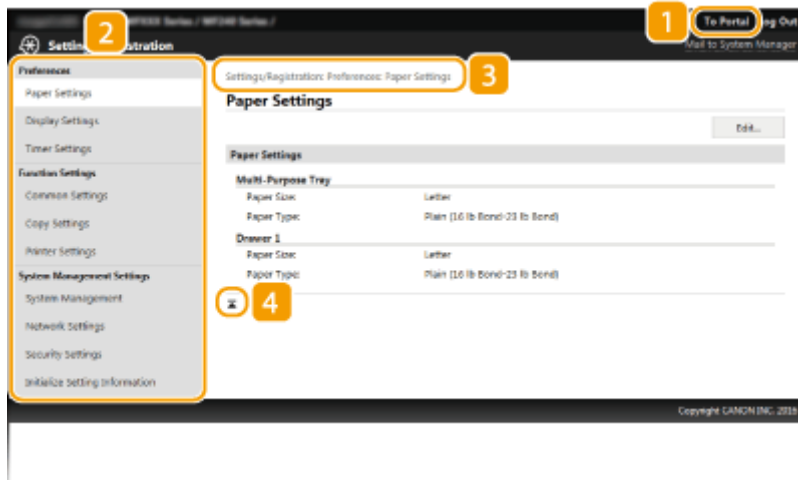 MF240 Series /
1
To Portal
Log Out
2
Mail to System Manager
Preferences
Paper Settings
Display Settings
Timer Settings
Function Settings
Common Settings
Copy Settings
Printer Settings
System Management Settings
System Management
Network Settings
Security Settings
Initialize Setting Information
Settings/Registration: Preferences: Paper Settings
3
Paper Settings
Edit...
Paper Settings
Multi-Purpose Tray
Paper Size: Letter
Paper Type: Plain (16 lb Bond-23 lb Bond)
Drawer 1
Paper Size: Letter
Paper Type: Plain (16 lb Bond-23 lb Bond)
4
Copyright CANON INC.